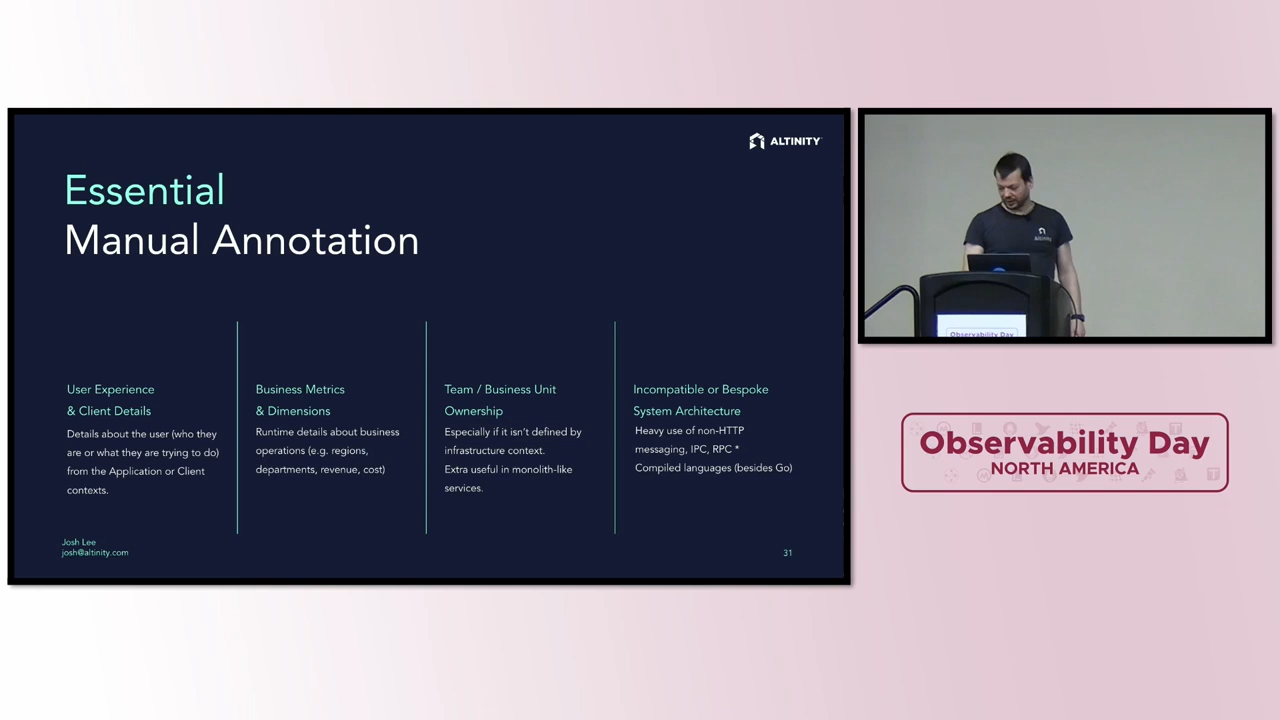 ALTINITY
Essential
Manual Annotation
User Experience
& Client Details
Details about the user (who they
are or what they are trying to do)
from the Application or Client
contexts.
Business Metrics
& Dimensions
Runtime details about business
operations (e.g. regions,
departments, revenue, cost)
Team / Business Unit
Ownership
Especially if it isn't defined by
infrastructure context.
Extra useful in monolith-like
services.
Incompatible or Bespoke
System Architecture
Heavy use of non-HTTP
messaging, IPC, RPC *
Compiled languages (besides Go)
Josh Lee
josh@altinity.com
31
Altinity
Observability Day
Observability Day
NORTH AMERICA